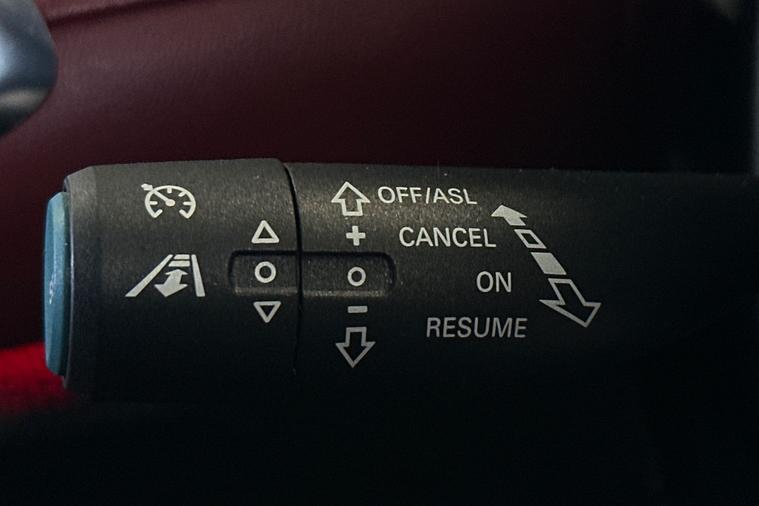 OFF/ASL
+
CANCEL
ON
-
RESUME